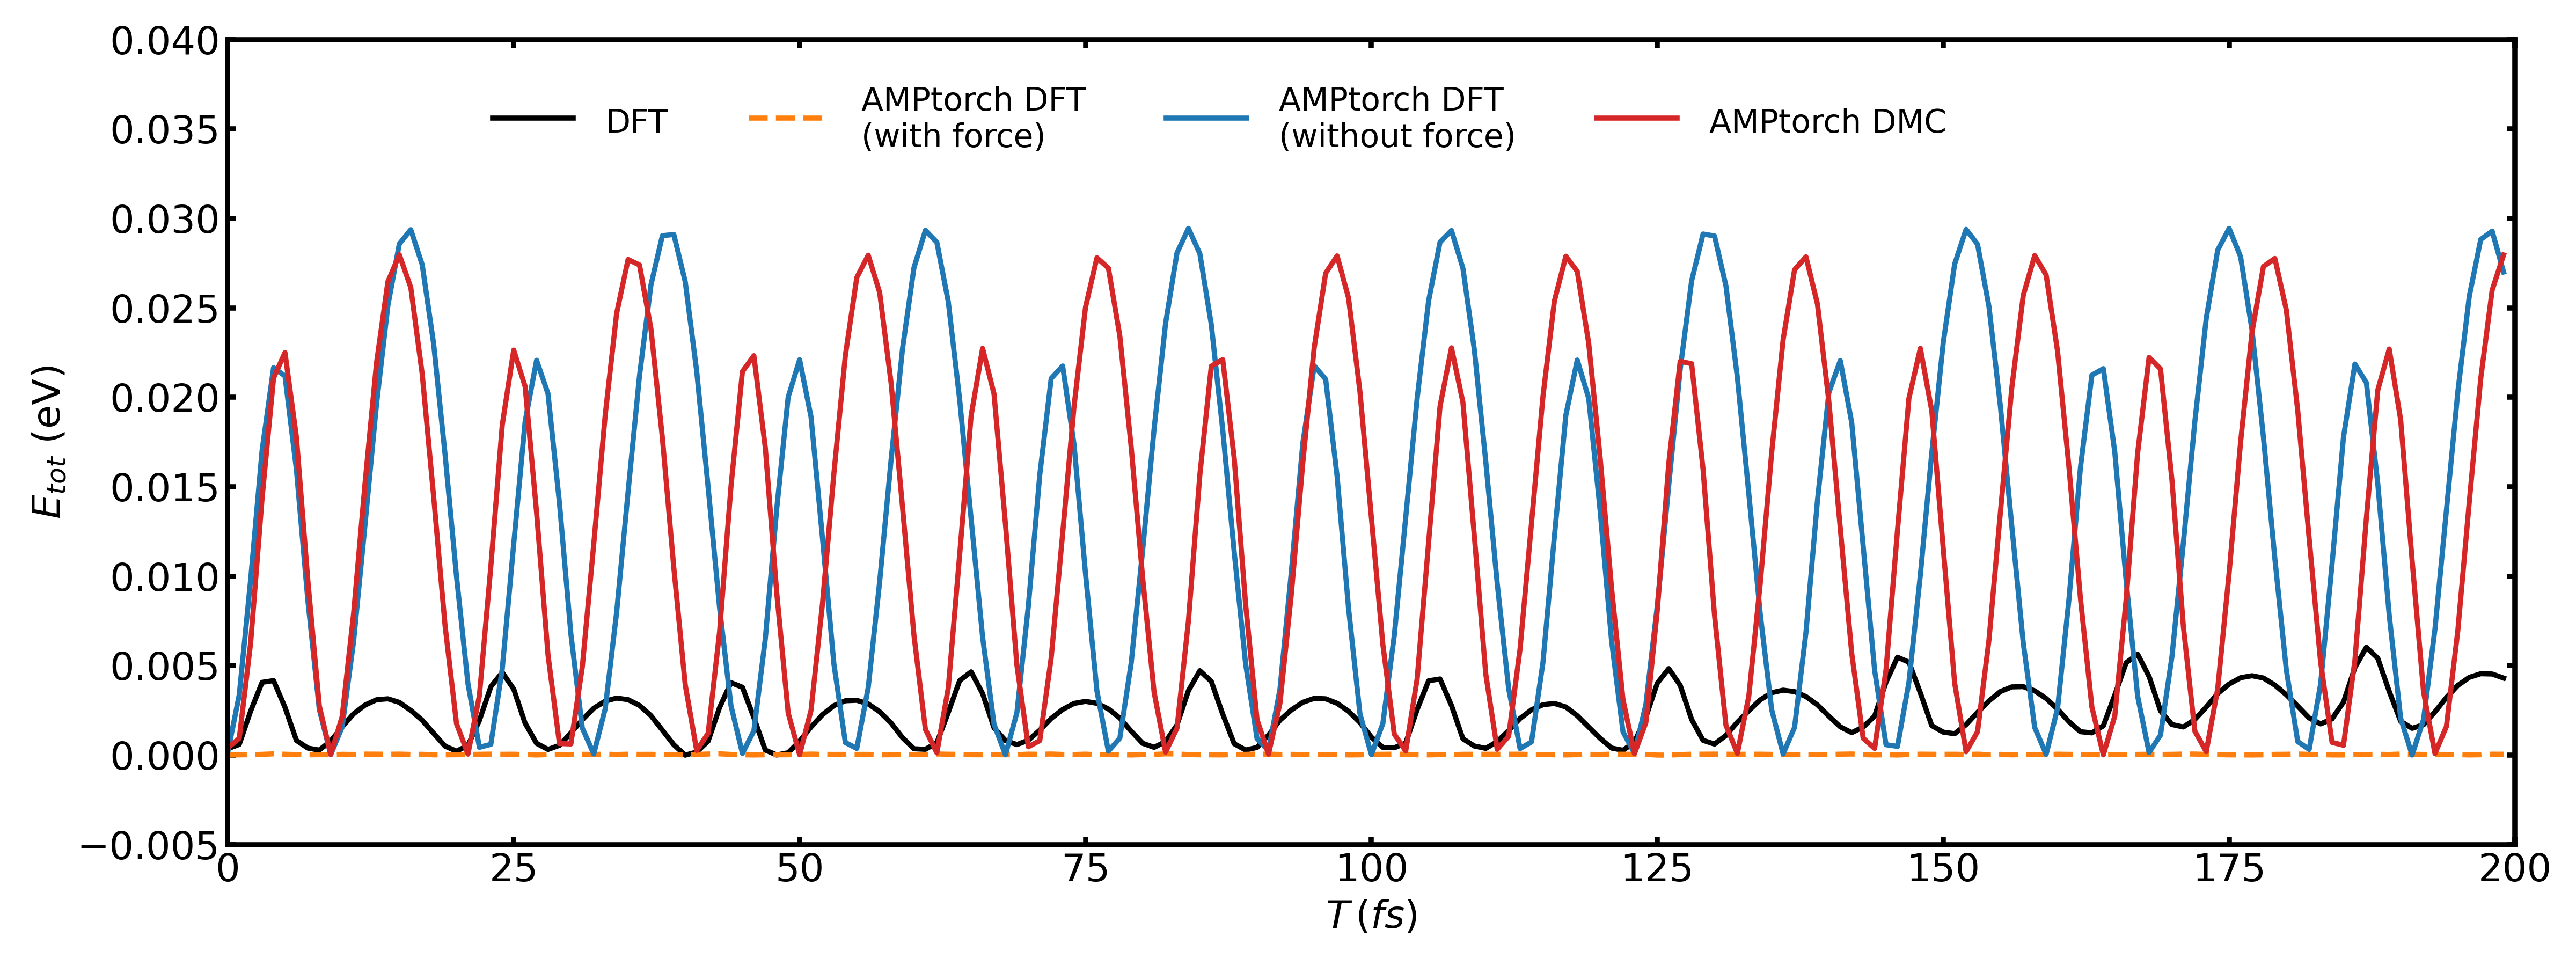 0.040
0.035
0.030
0.025
0.020
0.015
0.010
0.005
0.000
−0.005
E_tot (eV)
DFT
AMPtorch DFT
(with force)
AMPtorch DFT
(without force)
AMPtorch DMC
0 25 50 75 100 125 150 175 200
T (fs)